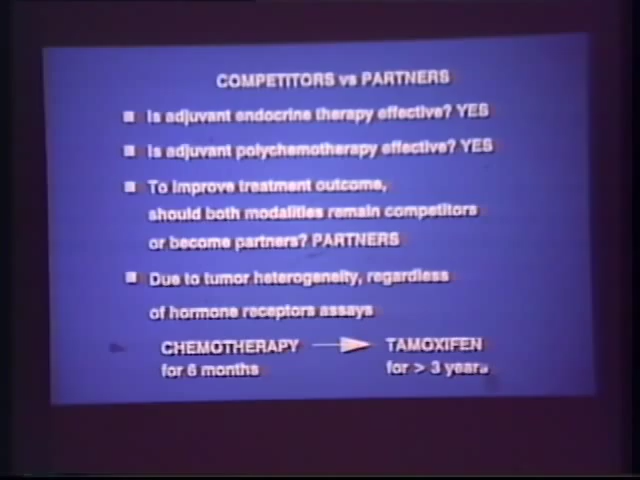 COMPETITORS vs PARTNERS
Is adjuvant endocrine therapy effective? YES
Is adjuvant polychemotherapy effective? YES
To improve treatment outcome,
should both modalities remain competitors
or become partners? PARTNERS
Due to tumor heterogeneity, regardless
of hormone receptors assays
CHEMOTHERAPY
TAMOXIFEN
for 6 months
for > 3 years